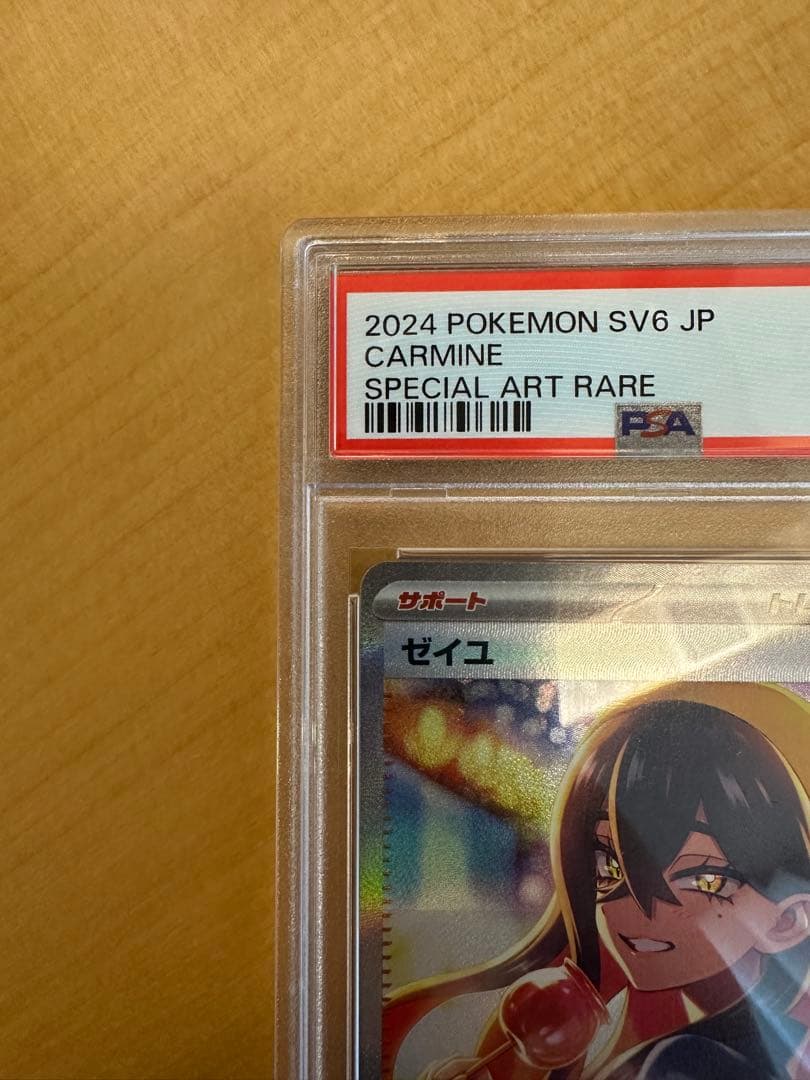 2024 POKEMON SV6 JP
CARMINE
SPECIAL ART RARE
PSA
サポート
ゼイユ